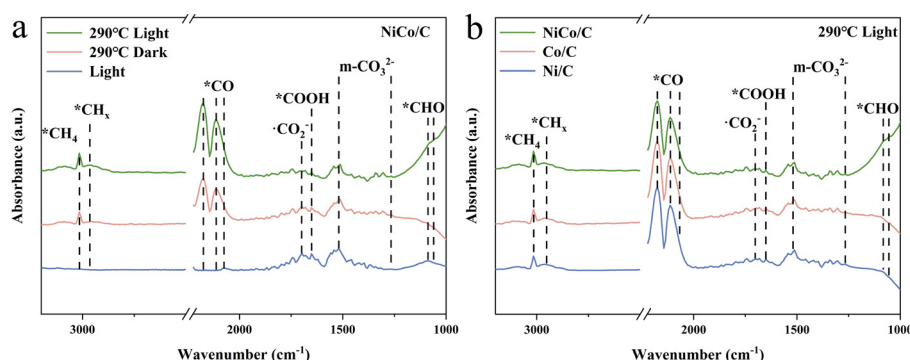 a
290℃ Light
290℃ Dark
Light
NiCo/C
*CH4
*CHx
*CO
*COOH
·CO2-
m-CO32-
*CHO
Absorbance (a.u.)
3000
2000
1500
1000
Wavenumber (cm-1)
b
NiCo/C
Co/C
Ni/C
290℃ Light
*CH4
*CHx
*CO
*COOH
·CO2-
m-CO32-
*CHO
Absorbance (a.u.)
3000
2000
1500
1000
Wavenumber (cm-1)